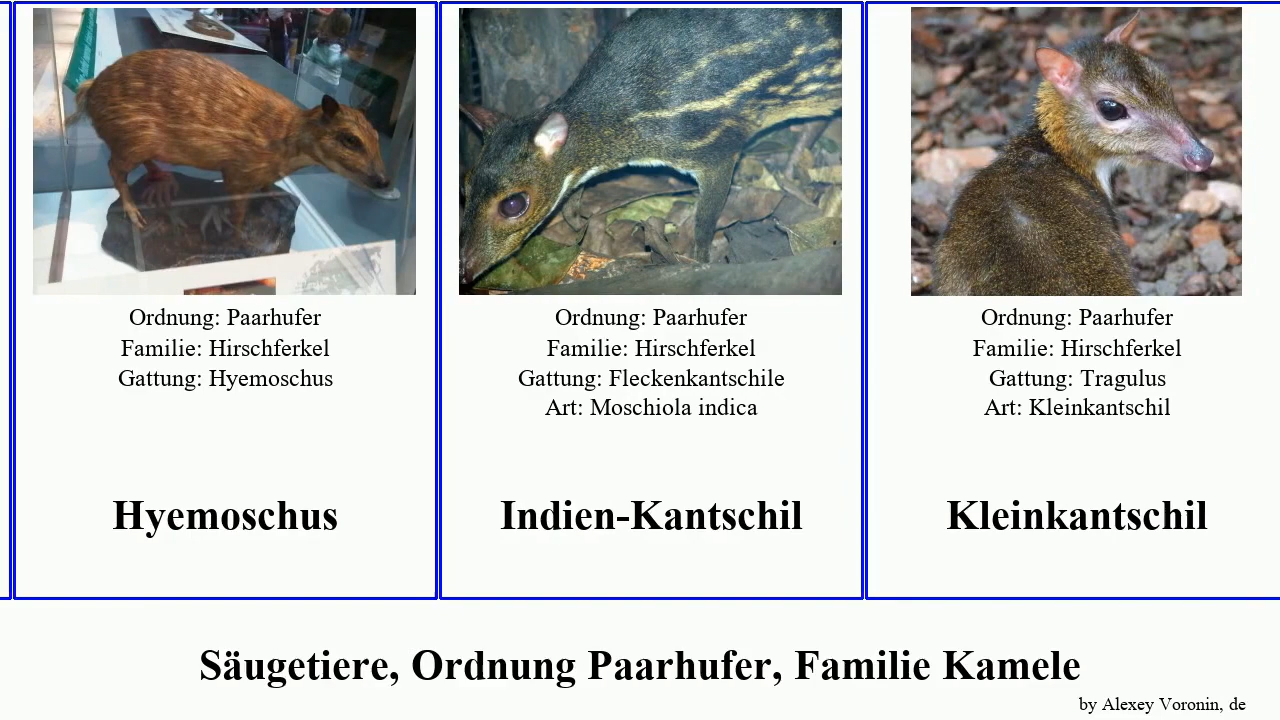 Ordnung: Paarhufer
Familie: Hirschferkel
Gattung: Hyemoschus
Hyemoschus
Ordnung: Paarhufer
Familie: Hirschferkel
Gattung: Fleckenkantschile
Art: Moschiola indica
Indien-Kantschil
Ordnung: Paarhufer
Familie: Hirschferkel
Gattung: Tragulus
Art: Kleinkantschil
Kleinkantschil
Säugetiere, Ordnung Paarhufer, Familie Kamele
by Alexey Voronin, de